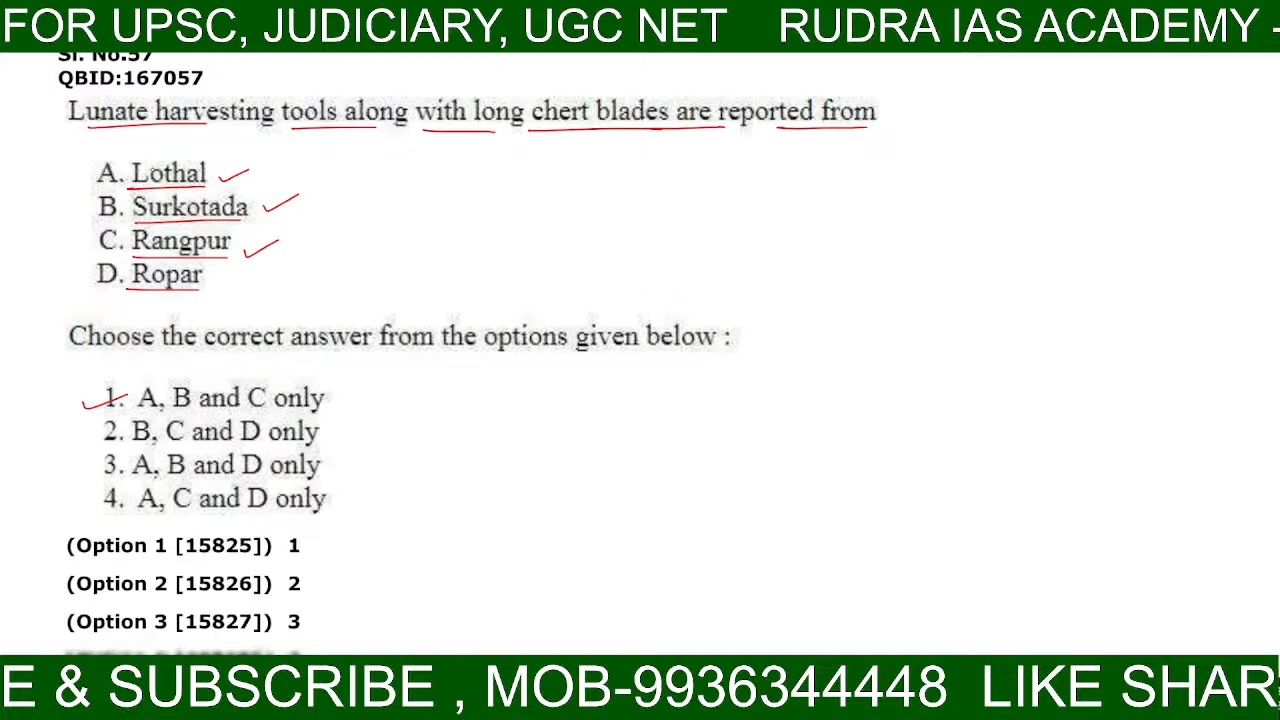 FOR UPSC, JUDICIARY, UGC NET RUDRA IAS ACADEMY -
Sl. No.57
QBID:167057
Lunate harvesting tools along with long chert blades are reported from
A. Lothal
B. Surkotada
C. Rangpur
D. Ropar
Choose the correct answer from the options given below :
1. A, B and C only
2. B, C and D only
3. A, B and D only
4. A, C and D only
(Option 1 [15825]) 1
(Option 2 [15826]) 2
(Option 3 [15827]) 3
E & SUBSCRIBE , MOB-9936344448 LIKE SHAR